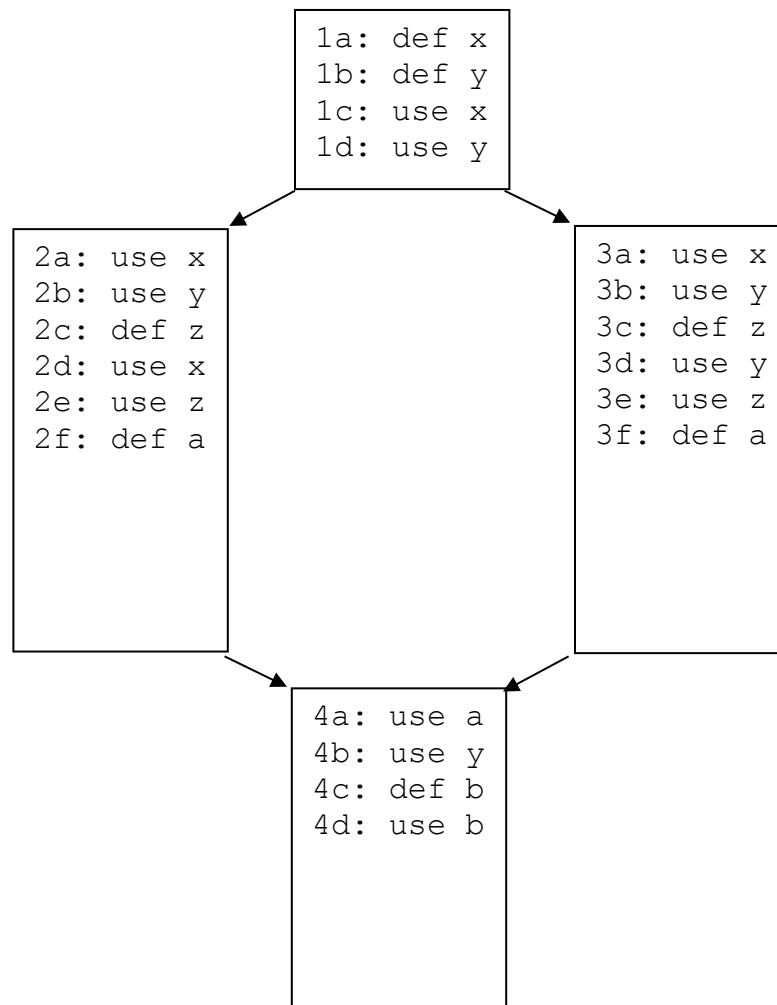 1a: def x
1b: def y
1c: use x
1d: use y
2a: use x
2b: use y
2c: def z
2d: use x
2e: use z
2f: def a
3a: use x
3b: use y
3c: def z
3d: use y
3e: use z
3f: def a
4a: use a
4b: use y
4c: def b
4d: use b